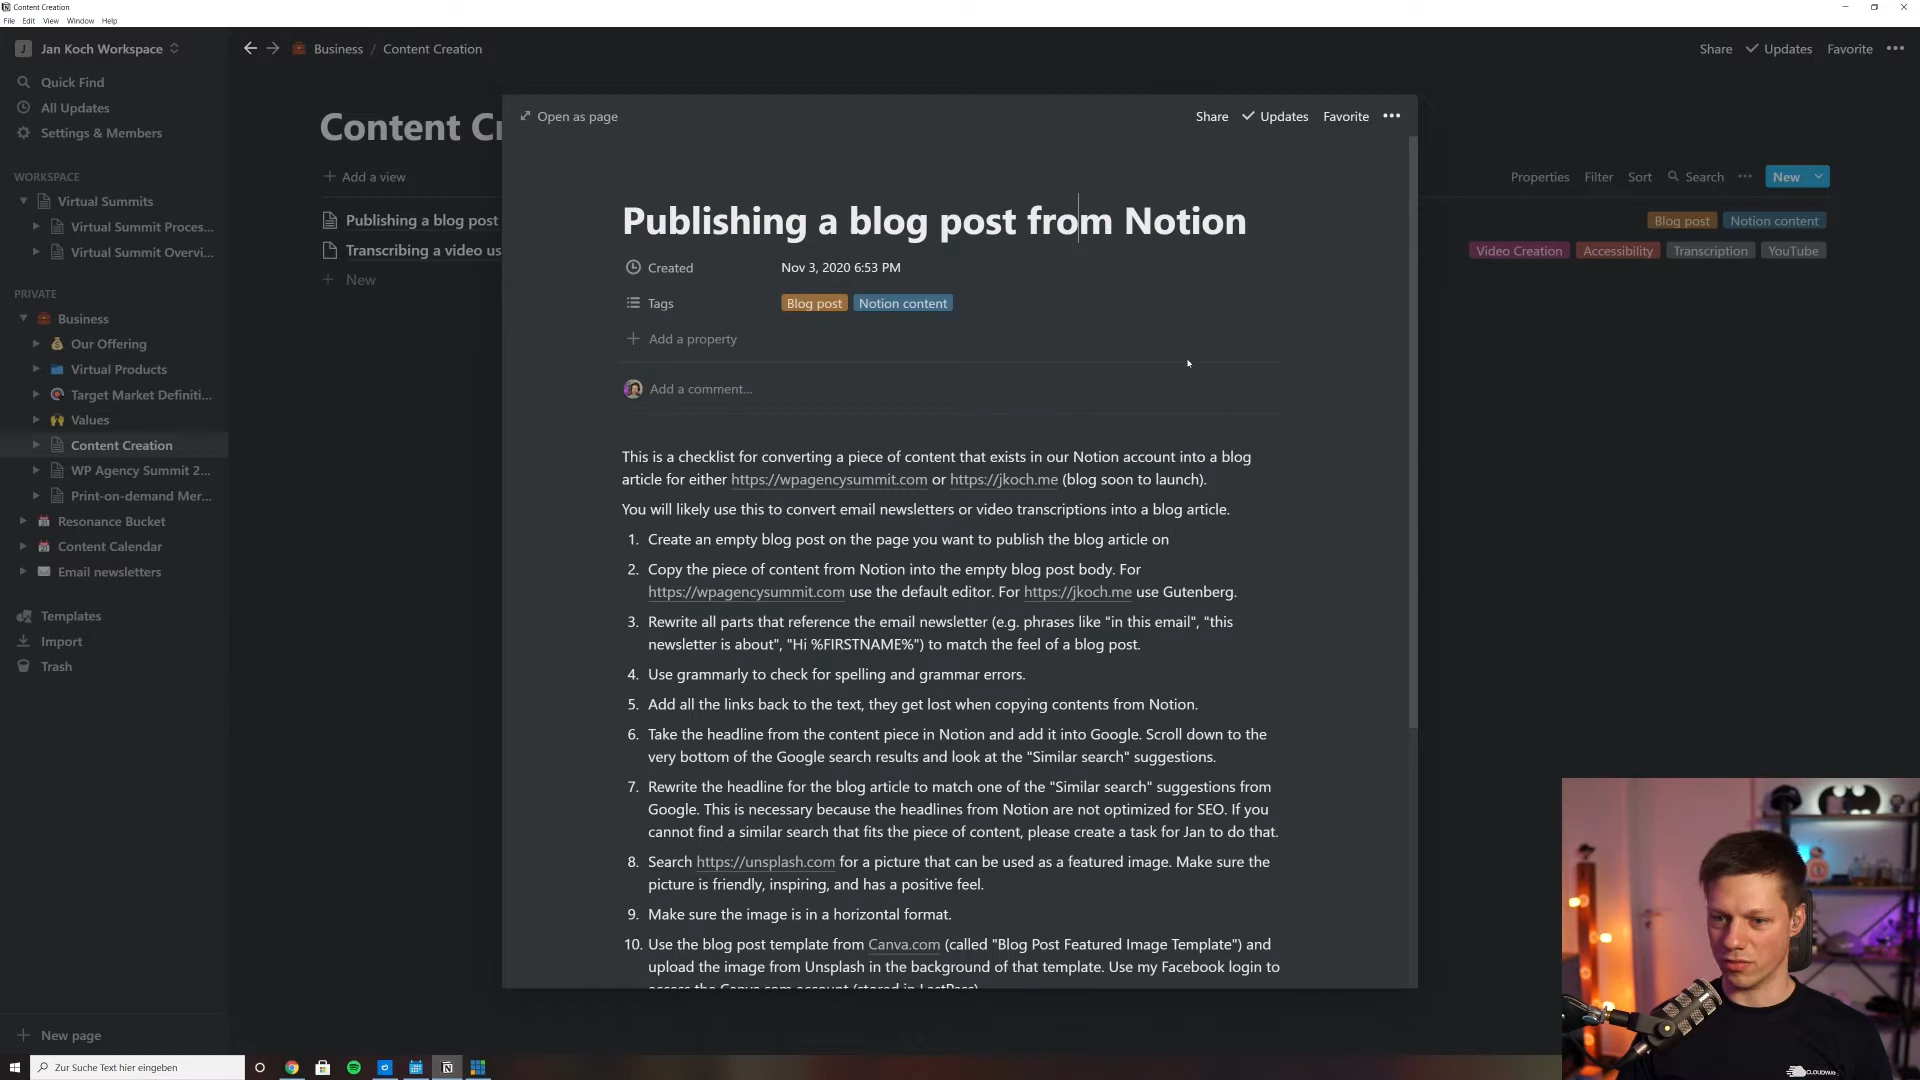 Content Creation
File Edit View Window Help
J Jan Koch Workspace
Quick Find
All Updates
Settings & Members
WORKSPACE
Virtual Summits
Virtual Summit Proces...
Virtual Summit Overvi...
PRIVATE
Business
Our Offering
Virtual Products
Target Market Definiti...
Values
Content Creation
WP Agency Summit 2...
Print-on-demand Mer...
Resonance Bucket
Content Calendar
Email newsletters
Templates
Import
Trash
New page
Business / Content Creation
Share Updates Favorite
Content Cr
Add a view
Properties Filter Sort Search New
Publishing a blog post
Blog post Notion content
Transcribing a video us
Video Creation Accessibility Transcription YouTube
New
Open as page
Share Updates Favorite
Publishing a blog post from Notion
Created Nov 3, 2020 6:53 PM
Tags Blog post Notion content
Add a property
Add a comment...
This is a checklist for converting a piece of content that exists in our Notion account into a blog
article for either https://wpagencysummit.com or https://jkoch.me (blog soon to launch).
You will likely use this to convert email newsletters or video transcriptions into a blog article.
1. Create an empty blog post on the page you want to publish the blog article on
2. Copy the piece of content from Notion into the empty blog post body. For
https://wpagencysummit.com use the default editor. For https://jkoch.me use Gutenberg.
3. Rewrite all parts that reference the email newsletter (e.g. phrases like "in this email", "this
newsletter is about", "Hi %FIRSTNAME%") to match the feel of a blog post.
4. Use grammarly to check for spelling and grammar errors.
5. Add all the links back to the text, they get lost when copying contents from Notion.
6. Take the headline from the content piece in Notion and add it into Google. Scroll down to the
very bottom of the Google search results and look at the "Similar search" suggestions.
7. Rewrite the headline for the blog article to match one of the "Similar search" suggestions from
Google. This is necessary because the headlines from Notion are not optimized for SEO. If you
cannot find a similar search that fits the piece of content, please create a task for Jan to do that.
8. Search https://unsplash.com for a picture that can be used as a featured image. Make sure the
picture is friendly, inspiring, and has a positive feel.
9. Make sure the image is in a horizontal format.
10. Use the blog post template from Canva.com (called "Blog Post Featured Image Template") and
upload the image from Unsplash in the background of that template. Use my Facebook login to
access the Canva.com account (stored in LastPass)
Zur Suche Text hier eingeben
CLOUDWAYS